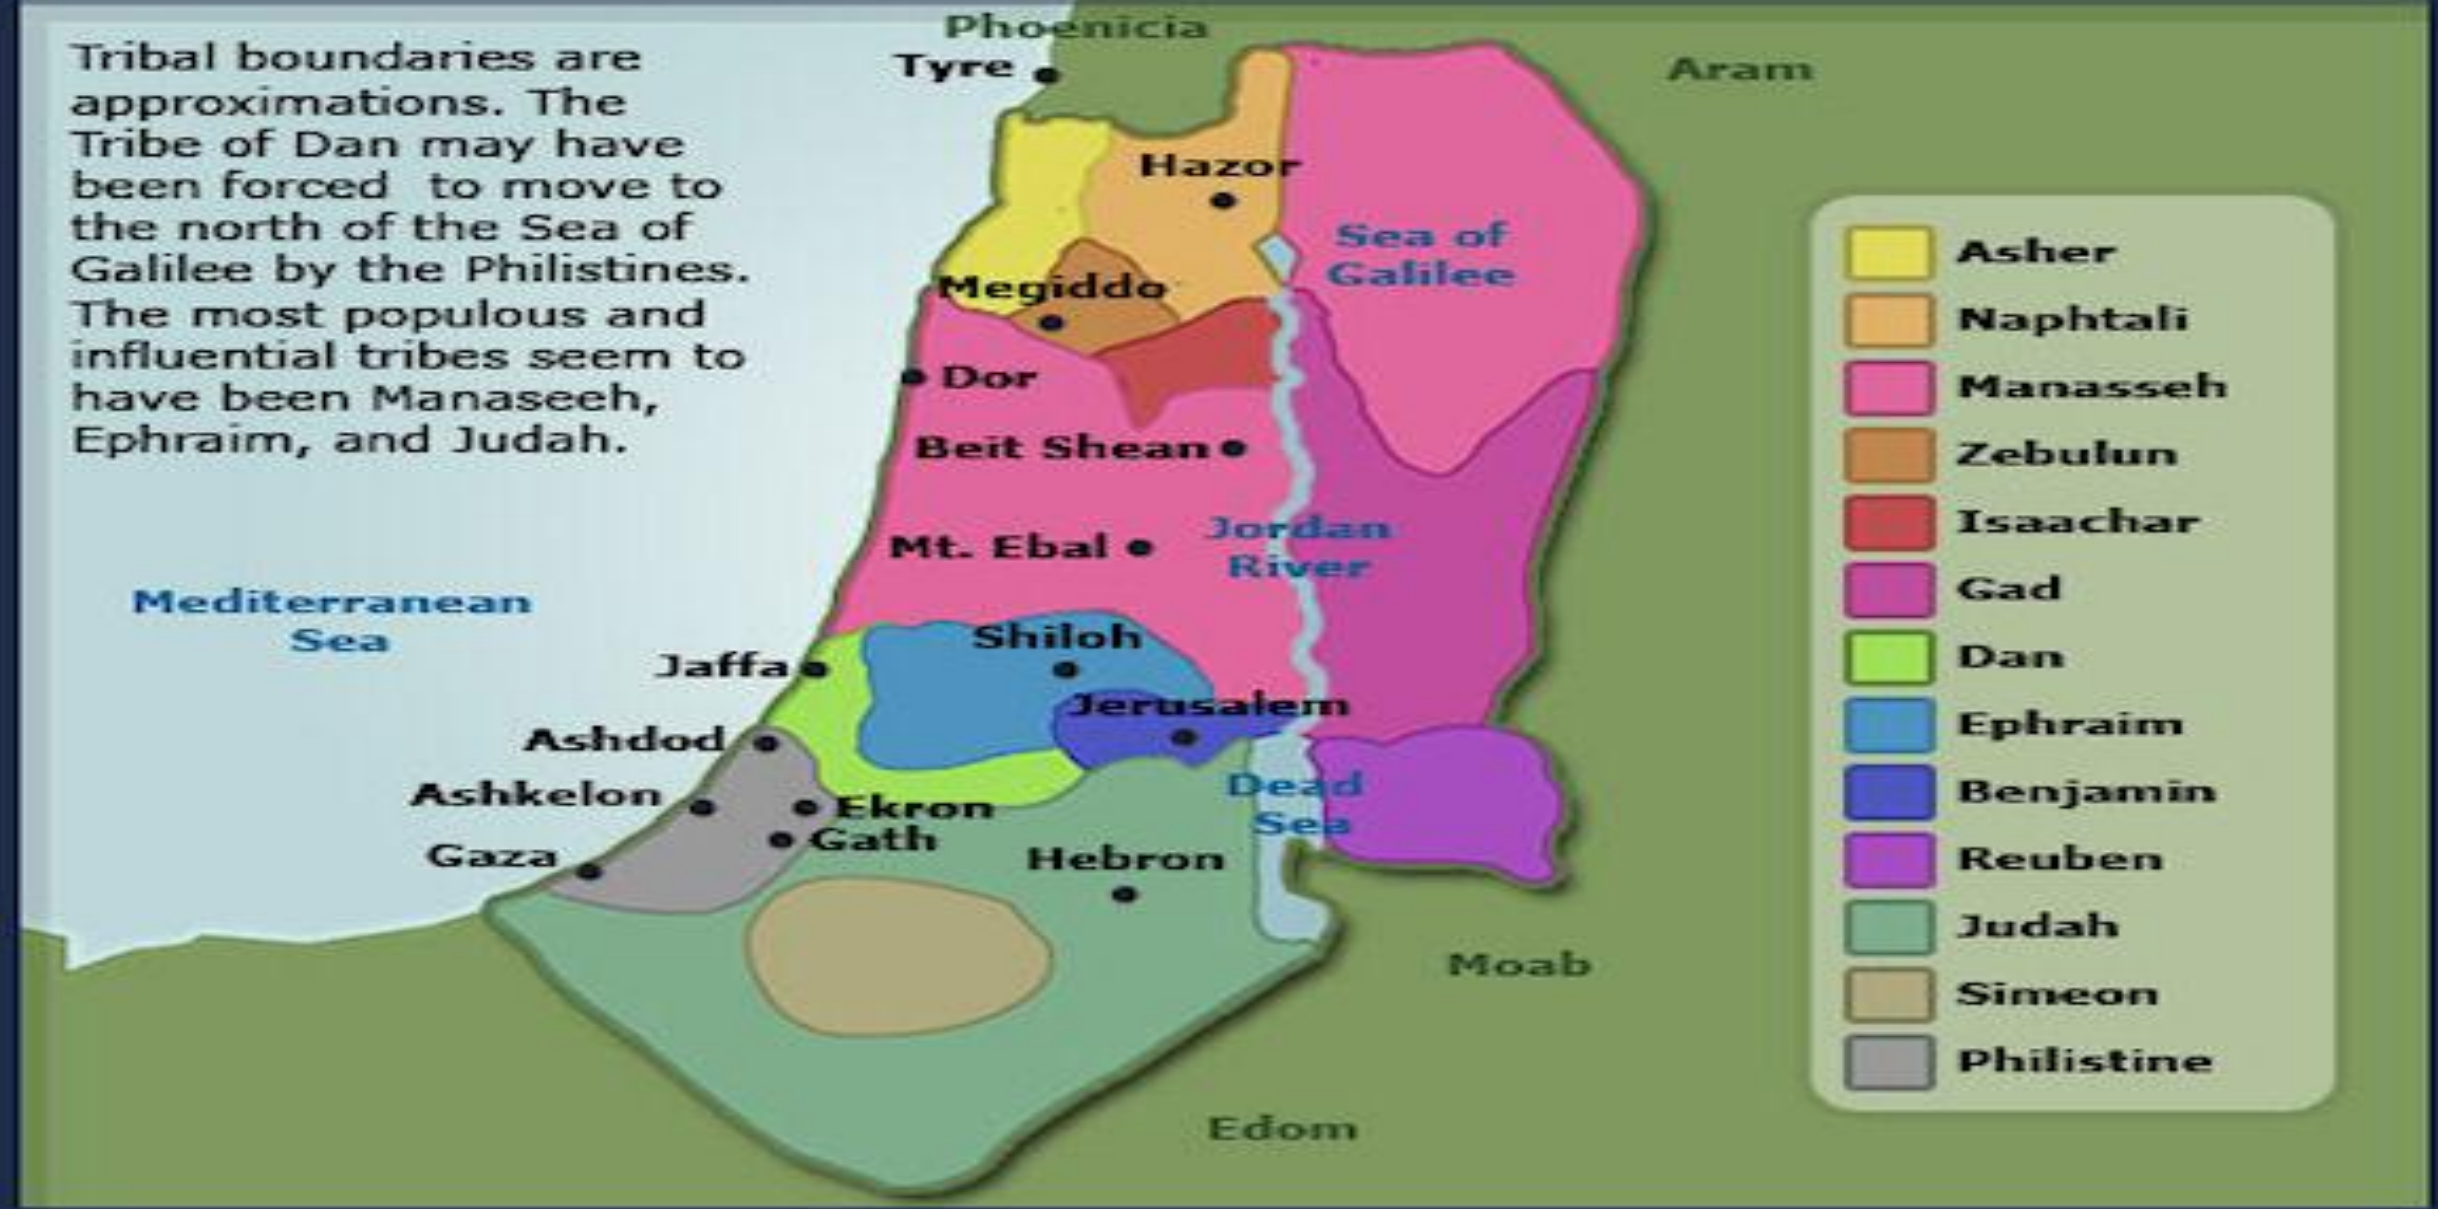 Tribal boundaries are
approximations. The
Tribe of Dan may have
been forced to move to
the north of the Sea of
Galilee by the Philistines.
The most populous and
influential tribes seem to
have been Manaseeh,
Ephraim, and Judah.
Phoenicia
Tyre
Aram
Hazor
Sea of
Galilee
Megiddo
Dor
Beit Shean
Mt. Ebal
Jordan
River
Mediterranean
Sea
Shiloh
Jaffa
Jerusalem
Ashdod
Dead
Sea
Ashkelon
Ekron
Gath
Gaza
Hebron
Moab
Edom
Asher
Naphtali
Manasseh
Zebulun
Isaachar
Gad
Dan
Ephraim
Benjamin
Reuben
Judah
Simeon
Philistine